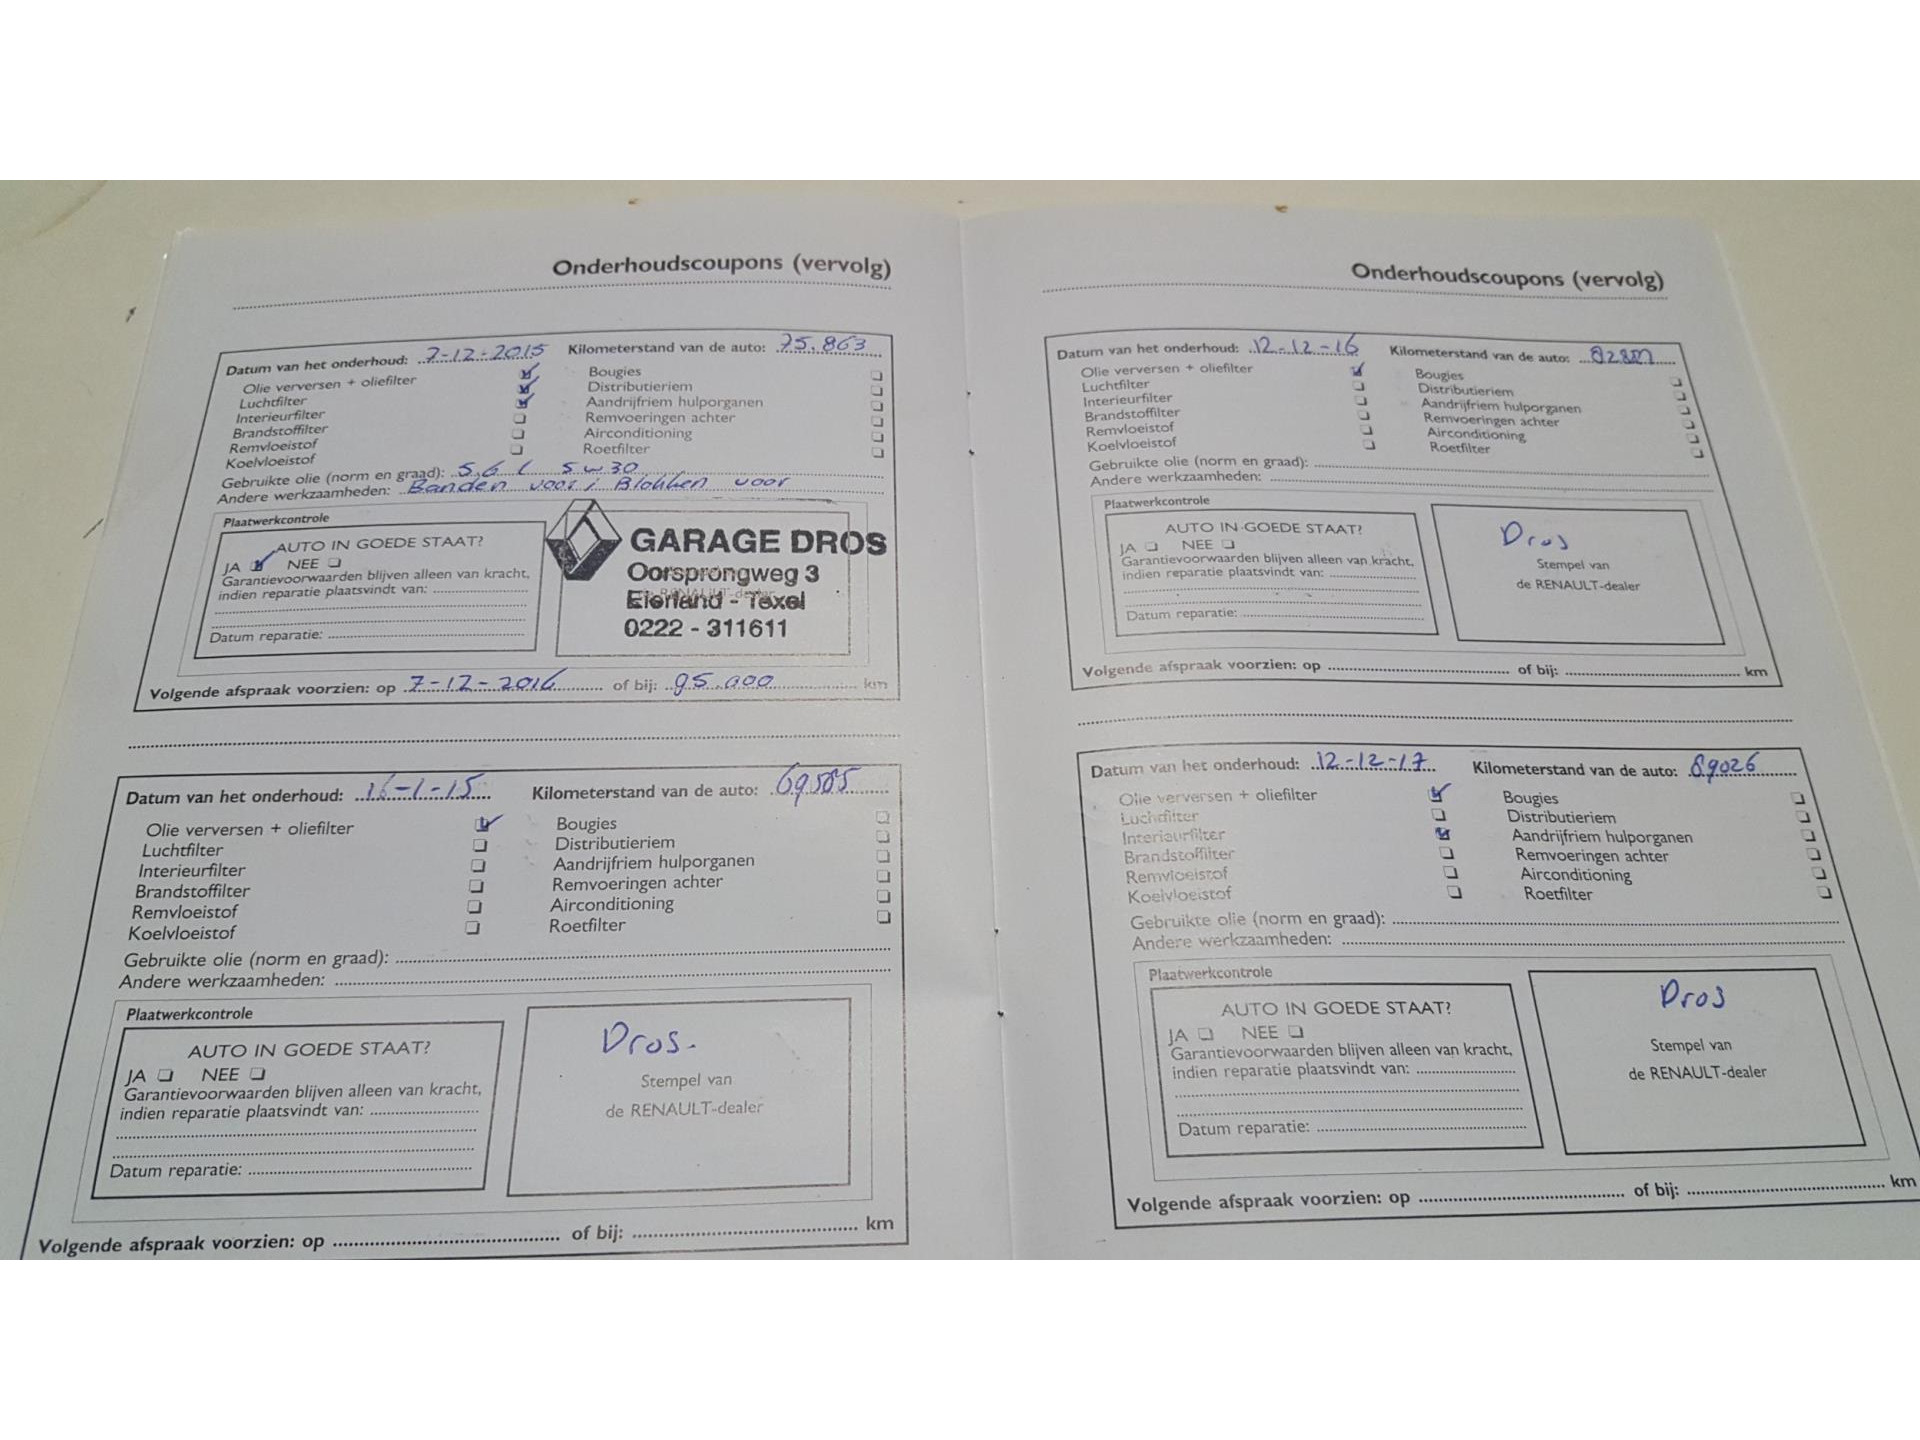 Onderhoudscoupons (vervolg)
Datum van het onderhoud: 7-12-2015 Kilometerstand van de auto: 75.863
Olie verversen + oliefilter
Luchtfilter
Interieurfilter
Brandstoffilter
Remvloeistof
Koelvloeistof
Bougies
Distributieriem
Aandrijfriem hulporganen
Remvoeringen achter
Airconditioning
Roetfilter
Gebruikte olie (norm en graad): 5,6 l 5w30
Andere werkzaamheden: Banden voor; Blokken voor
Plaatwerkcontrole
AUTO IN GOEDE STAAT?
JA NEE
Garantievoorwaarden blijven alleen van kracht,
indien reparatie plaatsvindt van:
Datum reparatie:
GARAGE DROS
Oorsprongweg 3
Eierland - Texel
0222 - 311611
Volgende afspraak voorzien: op 7-12-2016 of bij: 95.000 km
Datum van het onderhoud: 16-1-15 Kilometerstand van de auto: 69585
Olie verversen + oliefilter
Luchtfilter
Interieurfilter
Brandstoffilter
Remvloeistof
Koelvloeistof
Bougies
Distributieriem
Aandrijfriem hulporganen
Remvoeringen achter
Airconditioning
Roetfilter
Gebruikte olie (norm en graad):
Andere werkzaamheden:
Plaatwerkcontrole
AUTO IN GOEDE STAAT?
JA NEE
Garantievoorwaarden blijven alleen van kracht,
indien reparatie plaatsvindt van:
Datum reparatie:
Dros.
Stempel van
de RENAULT-dealer
Volgende afspraak voorzien: op of bij: km
Onderhoudscoupons (vervolg)
Datum van het onderhoud: 12-12-16 Kilometerstand van de auto:
Olie verversen + oliefilter
Luchtfilter
Interieurfilter
Brandstoffilter
Remvloeistof
Koelvloeistof
Bougies
Distributieriem
Aandrijfriem hulporganen
Remvoeringen achter
Airconditioning
Roetfilter
Gebruikte olie (norm en graad):
Andere werkzaamheden:
Plaatwerkcontrole
AUTO IN GOEDE STAAT?
JA NEE
Garantievoorwaarden blijven alleen van kracht,
indien reparatie plaatsvindt van:
Datum reparatie:
Dros
Stempel van
de RENAULT-dealer
Volgende afspraak voorzien: op of bij: km
Datum van het onderhoud: 12-12-17 Kilometerstand van de auto: 89026
Olie verversen + oliefilter
Luchtfilter
Interieurfilter
Brandstoffilter
Remvloeistof
Koelvloeistof
Bougies
Distributieriem
Aandrijfriem hulporganen
Remvoeringen achter
Airconditioning
Roetfilter
Gebruikte olie (norm en graad):
Andere werkzaamheden:
Plaatwerkcontrole
AUTO IN GOEDE STAAT?
JA NEE
Garantievoorwaarden blijven alleen van kracht,
indien reparatie plaatsvindt van:
Datum reparatie:
Dros
Stempel van
de RENAULT-dealer
Volgende afspraak voorzien: op of bij: km